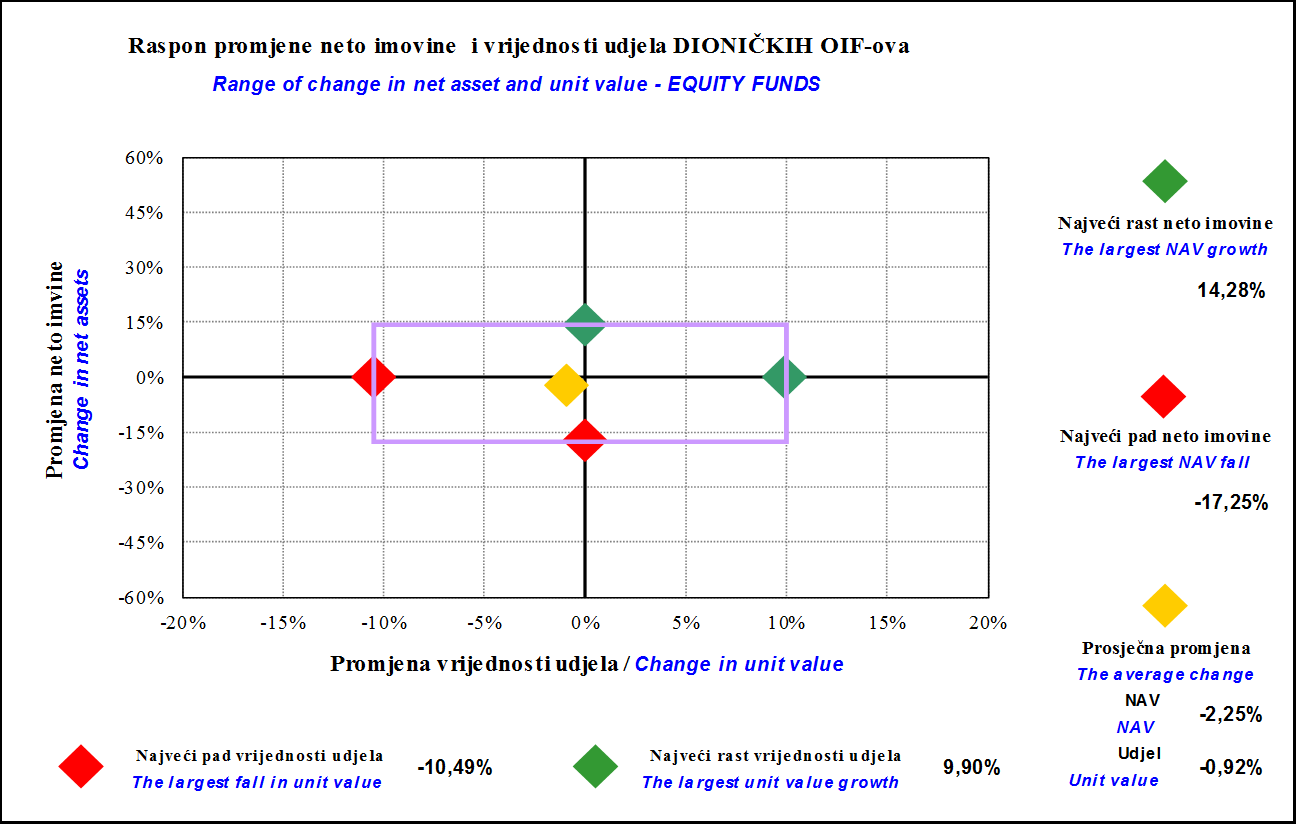 Raspon promjene neto imovine i vrijednosti udjela DIONIČKIH OIF-ova
Range of change in net asset and unit value - EQUITY FUNDS
Promjena neto imvine
Change in net assets
60%
45%
30%
15%
0%
-15%
-30%
-45%
-60%
-20% -15% -10% -5% 0% 5% 10% 15% 20%
Promjena vrijednosti udjela / Change in unit value
Najveći rast neto imovine
The largest NAV growth
14,28%
Najveći pad neto imovine
The largest NAV fall
-17,25%
Prosječna promjena
The average change
NAV
NAV
-2,25%
Udjel
Unit value
-0,92%
Najveći pad vrijednosti udjela
The largest fall in unit value
-10,49%
Najveći rast vrijednosti udjela
The largest unit value growth
9,90%